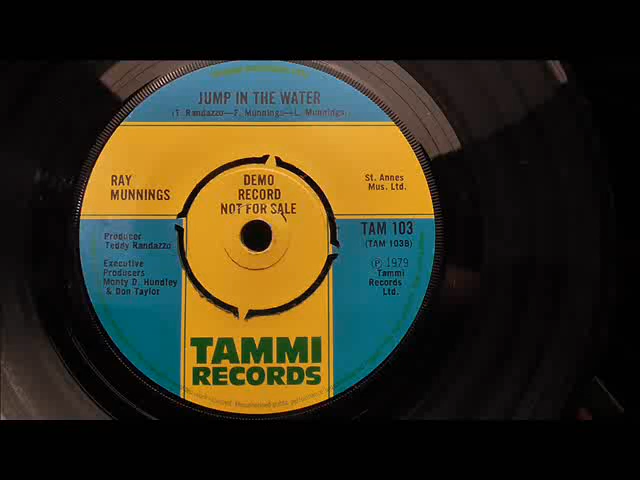 JUMP IN THE WATER
(T. Randazzo—F. Munnings—L. Munnings)
RAY
MUNNINGS
DEMO
RECORD
NOT FOR SALE
St. Annes
Mus. Ltd.
Producer
Teddy Randazzo
Executive
Producers
Monty D. Hundley
& Don Taylor
TAM 103
(TAM 103B)
℗ 1979
Tammi
Records
Ltd.
TAMMI
RECORDS